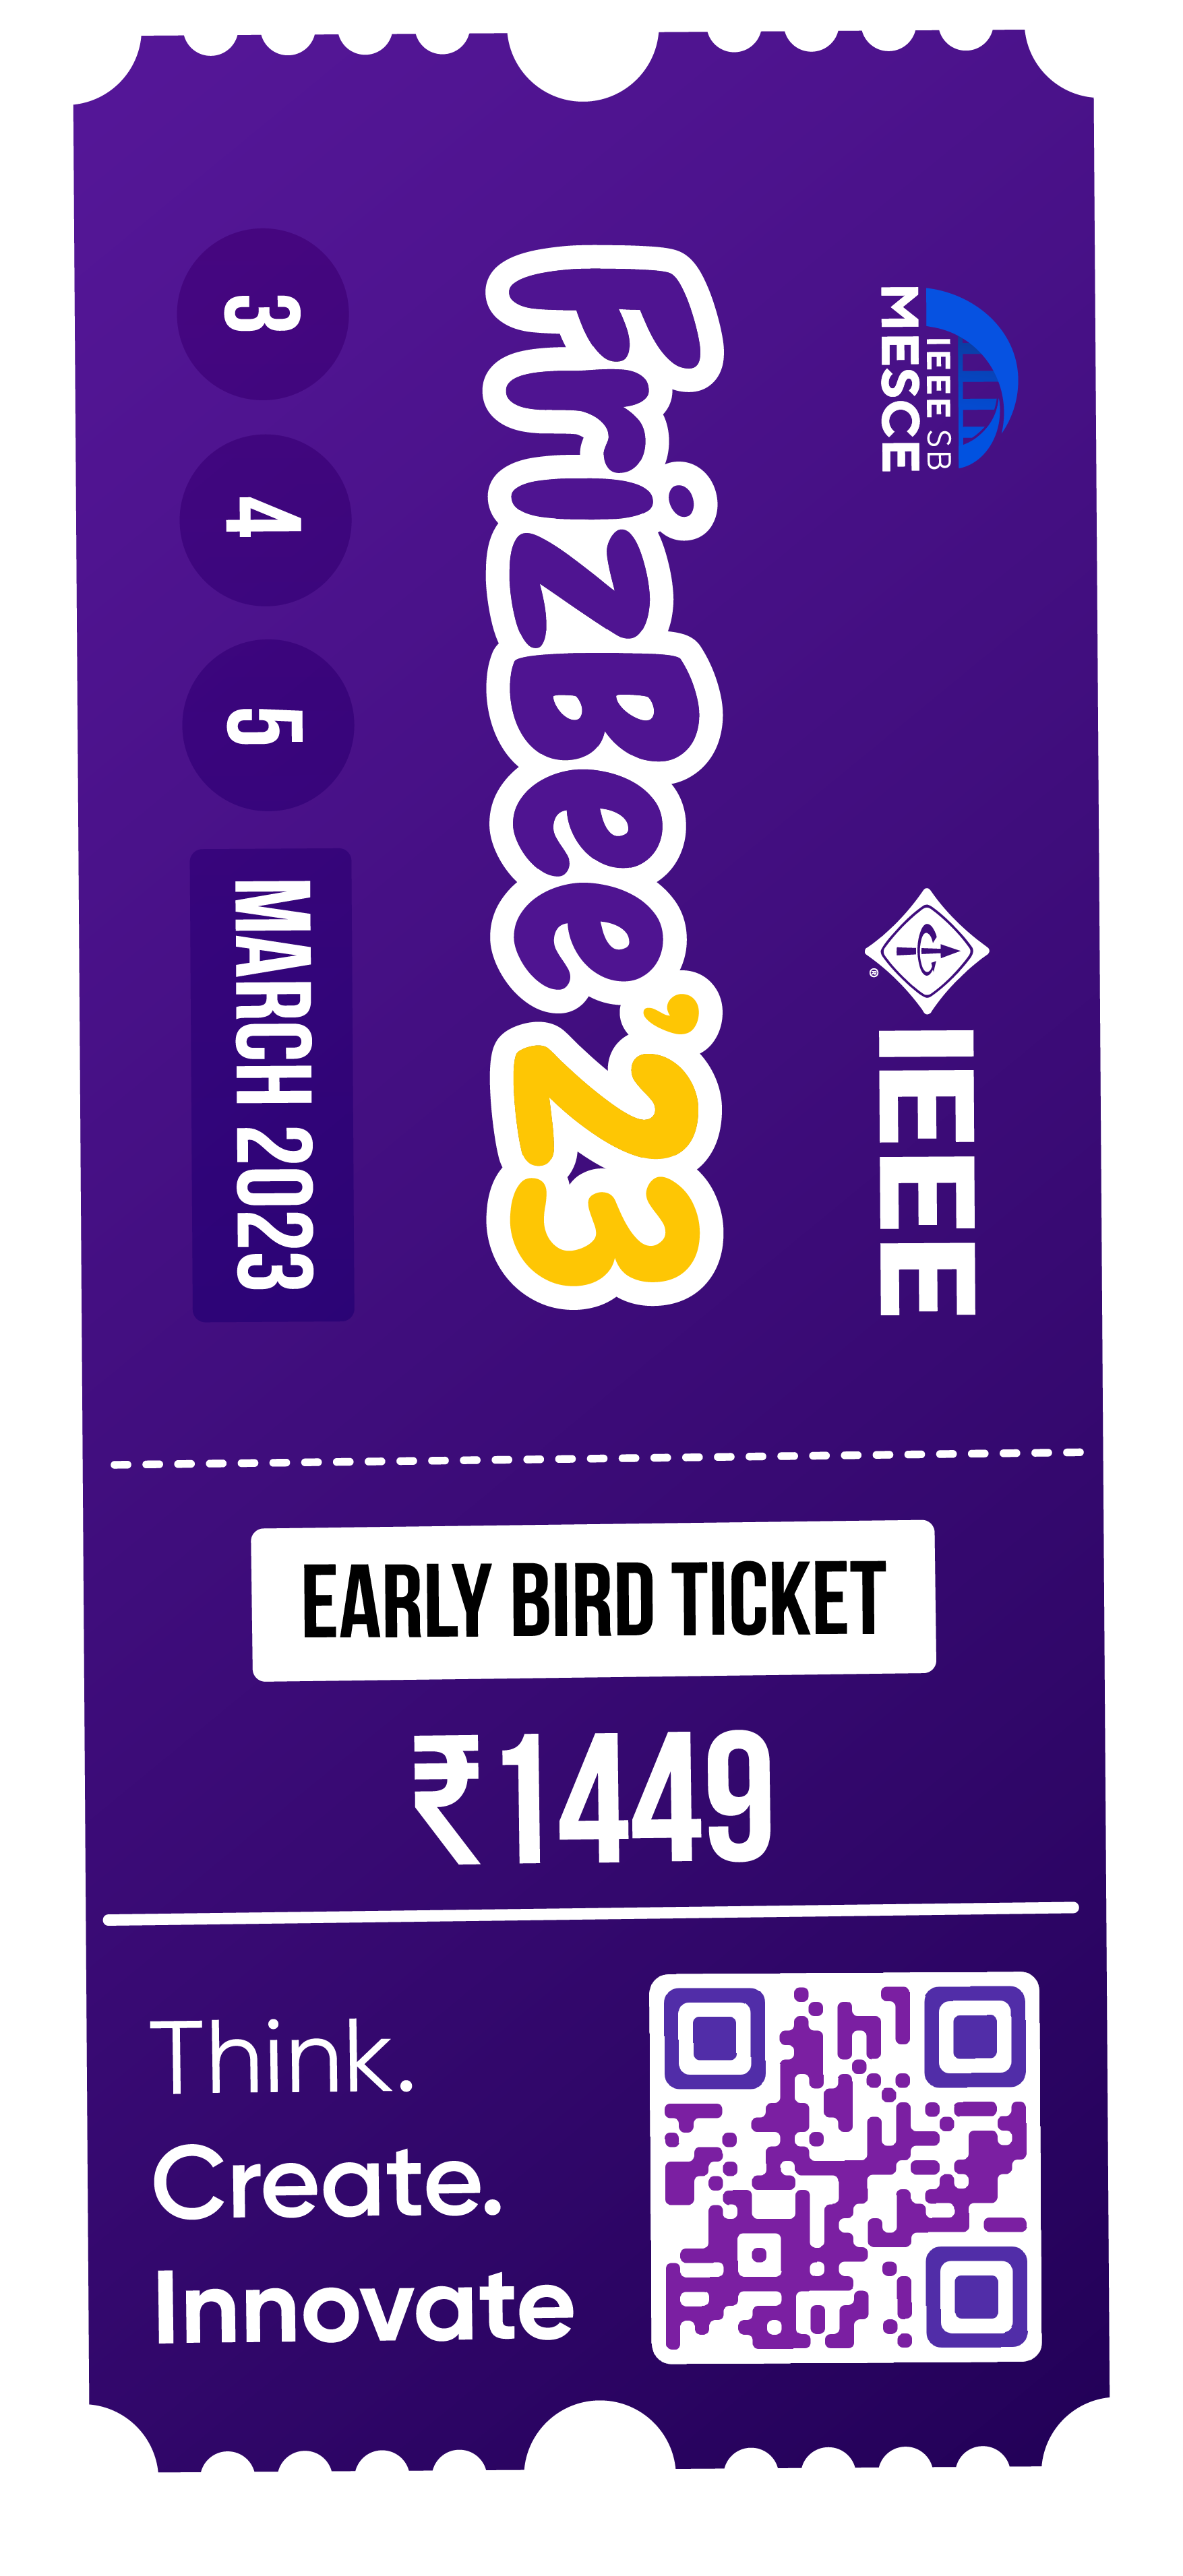 IEEE SB
MESCE
IEEE
®
FrizBee'23
3 4 5 MARCH 2023
EARLY BIRD TICKET
₹1449
Think.
Create.
Innovate